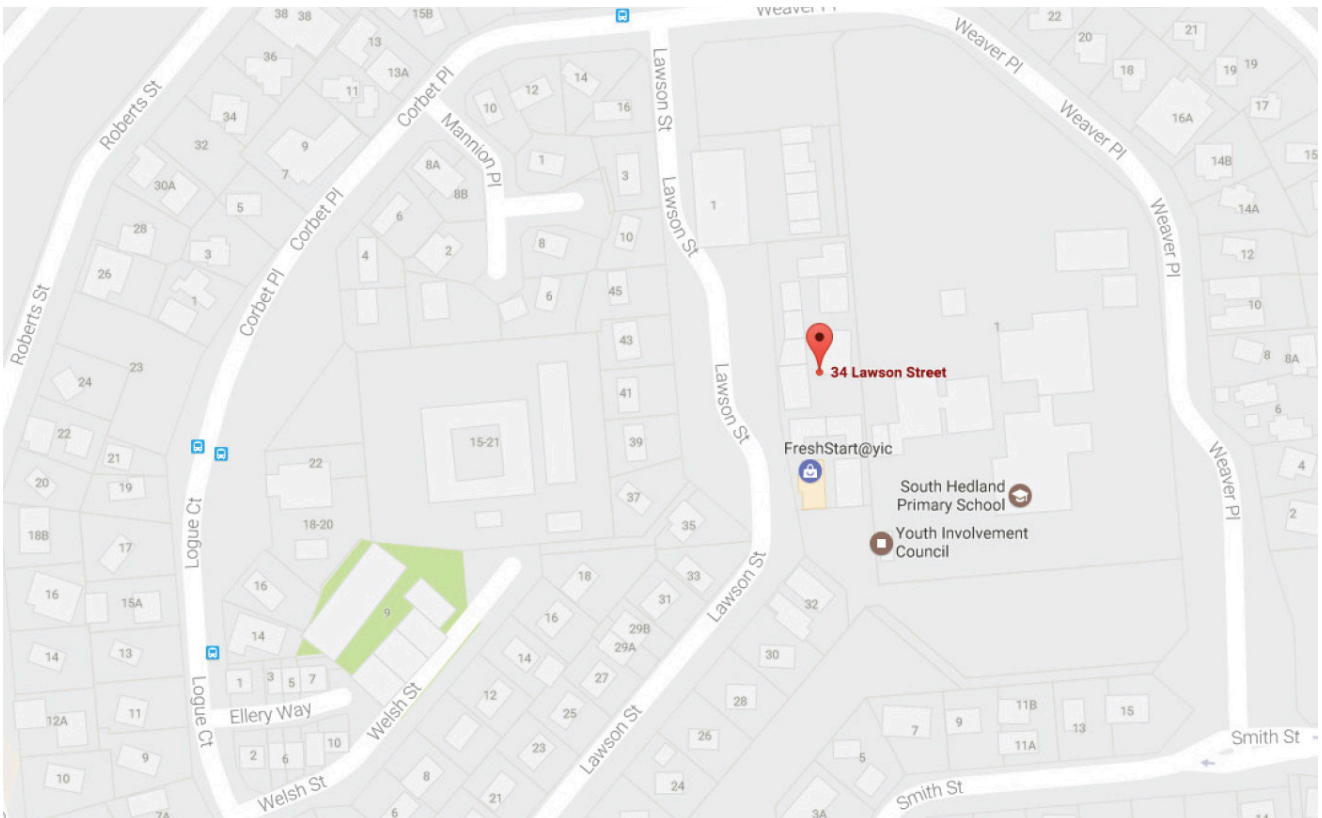 38
38
15B
Weaver Pl
22
21
13
36
13A
11
Roberts St
34
32
9
7
30A
5
28
3
26
1
Corbet Pl
Mannion Pl
10
12
14
16
8A
8B
1
3
6
4
2
8
10
6
45
43
41
39
37
35
33
31
29B
29A
27
25
23
21
Lawson St
Lawson St
Lawson St
Lawson St
Lawson St
Lawson St
1
Weaver Pl
Weaver Pl
Weaver Pl
Weaver Pl
Weaver Pl
20
18
19
19
17
16A
14B
15
14A
12
10
8
8A
6
4
2
1
34 Lawson Street
FreshStart@yic
South Hedland
Primary School
Youth Involvement
Council
Corbet Pl
Corbet Pl
Roberts St
23
24
22
21
20
19
18B
17
16
15A
14
13
12A
11
10
9
7A
15-21
22
18-20
16
14
9
Logue Ct
Logue Ct
1
3
5
7
Ellery Way
2
6
10
Welsh St
Welsh St
18
16
14
12
8
6
32
30
28
26
24
7
9
11B
11A
13
15
5
3A
Smith St
Smith St
14